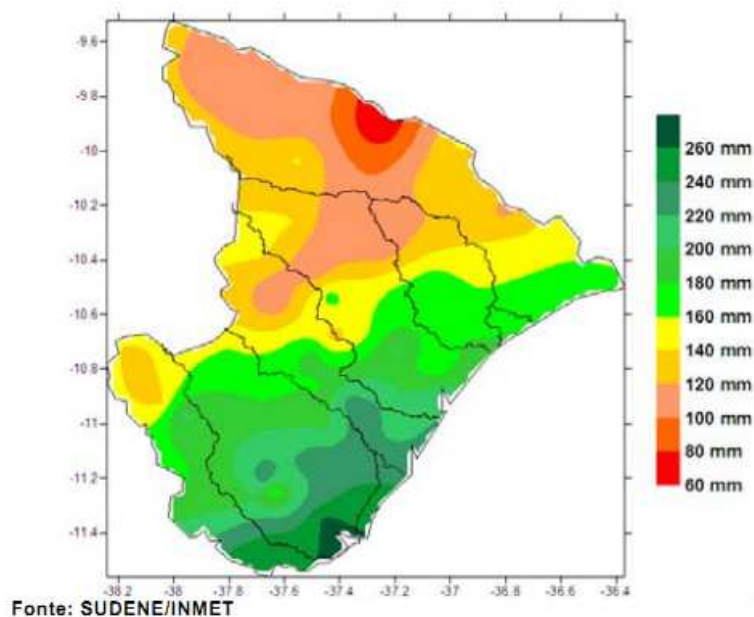 -9.6
-9.8
-10
-10.2
-10.4
-10.6
-10.8
-11
-11.2
-11.4
-38.2 -38 -37.8 -37.6 -37.4 -37.2 -37 -36.8 -36.6 -36.4
260 mm
240 mm
220 mm
200 mm
180 mm
160 mm
140 mm
120 mm
100 mm
80 mm
60 mm
Fonte: SUDENE/INMET